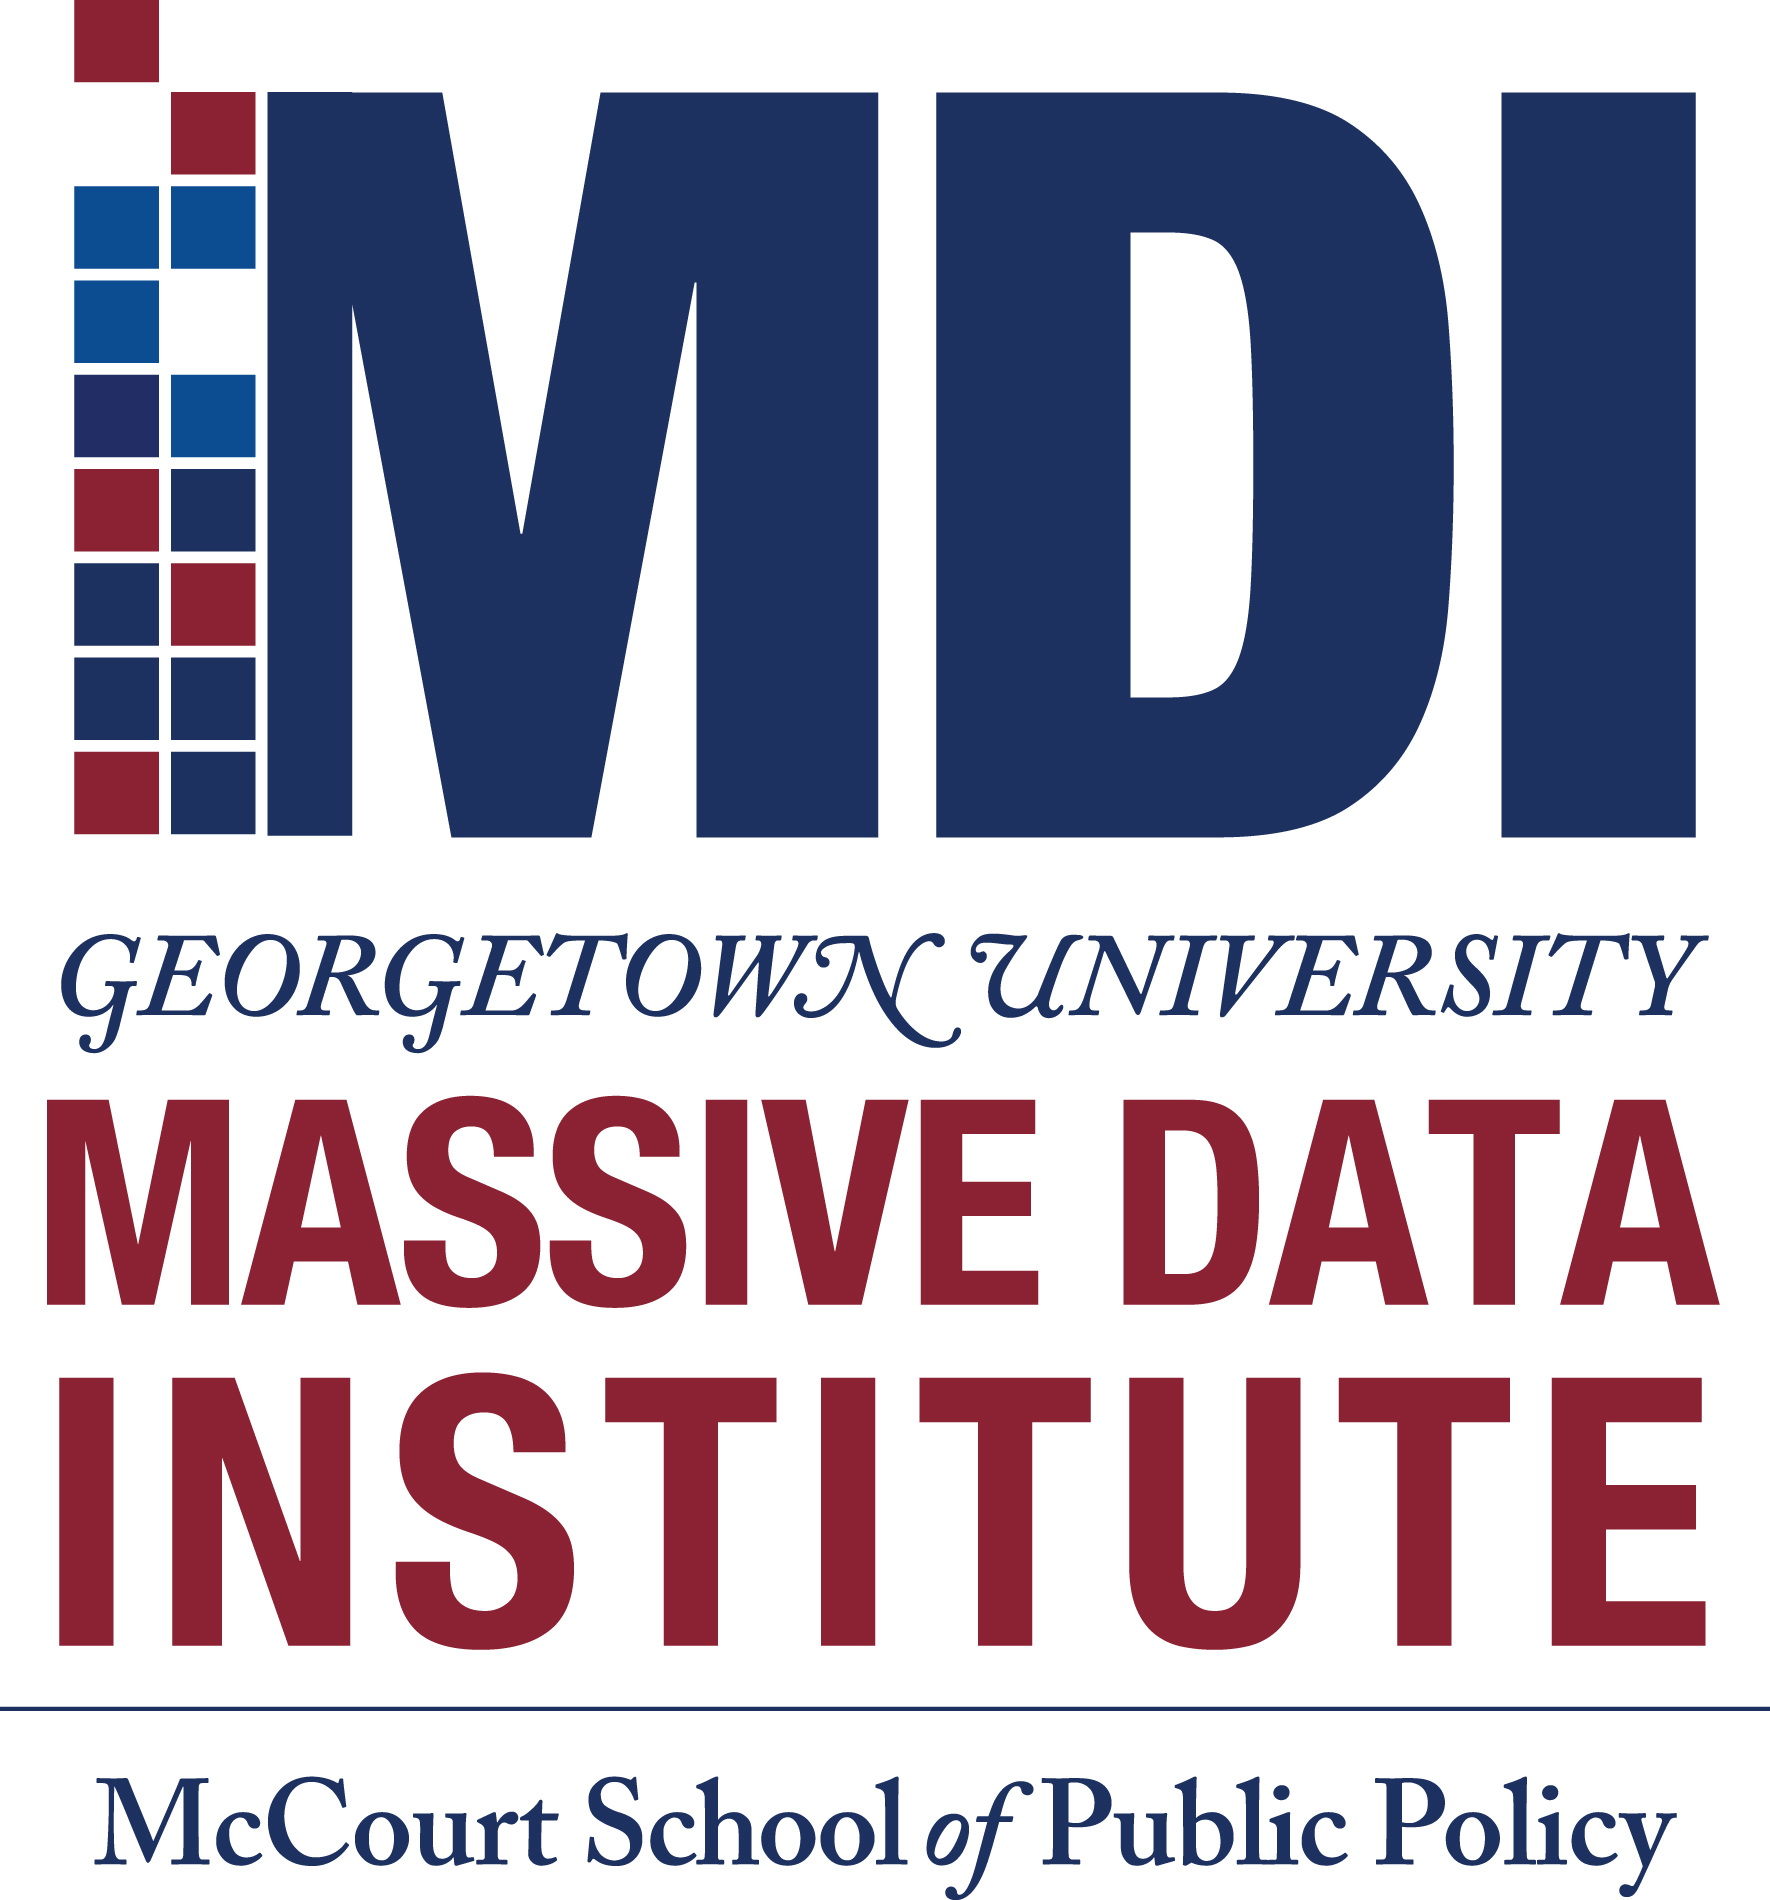 MDI
GEORGETOWN UNIVERSITY
MASSIVE DATA
INSTITUTE
McCourt School of Public Policy